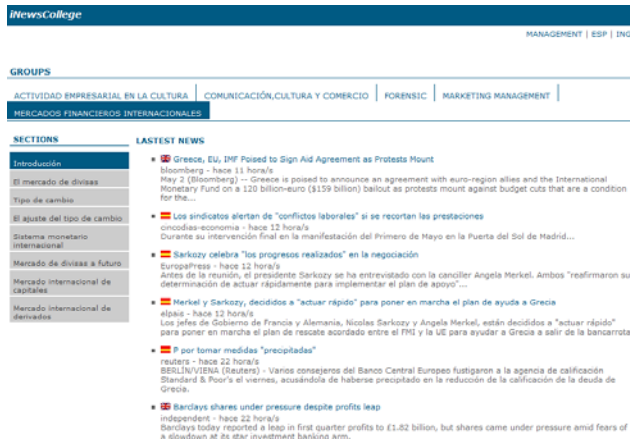 iNewsCollege
MANAGEMENT | ESP | ING
GROUPS
ACTIVIDAD EMPRESARIAL EN LA CULTURA | COMUNICACIÓN,CULTURA Y COMERCIO | FORENSIC | MARKETING MANAGEMENT |
MERCADOS FINANCIEROS INTERNACIONALES
SECTIONS
Introducción
El mercado de divisas
Tipo de cambio
El ajuste del tipo de cambio
Sistema monetario
internacional
Mercado de divisas a futuro
Mercado internacional de
capitales
Mercado internacional de
derivados
LASTEST NEWS
Greece, EU, IMF Poised to Sign Aid Agreement as Protests Mount
bloomberg - hace 11 hora/s
May 2 (Bloomberg) -- Greece is poised to announce an agreement with euro-region allies and the International
Monetary Fund on a 120 billion-euro ($159 billion) bailout as protests mount against budget cuts that are a condition
for the...
Los sindicatos alertan de "conflictos laborales" si se recortan las prestaciones
cincodias-economia - hace 12 hora/s
Durante su intervención final en la manifestación del Primero de Mayo en la Puerta del Sol de Madrid...
Sarkozy celebra "los progresos realizados" en la negociación
EuropaPress - hace 12 hora/s
Antes de la reunión, el presidente Sarkozy se ha entrevistado con la canciller Angela Merkel. Ambos "reafirmaron su
determinación de actuar rápidamente para implementar el plan de apoyo"...
Merkel y Sarkozy, decididos a "actuar rápido" para poner en marcha el plan de ayuda a Grecia
elpais - hace 12 hora/s
Los jefes de Gobierno de Francia y Alemania, Nicolas Sarkozy y Angela Merkel, están decididos a "actuar rápido"
para poner en marcha el plan de rescate acordado entre el FMI y la UE para ayudar a Grecia a salir de la bancarrota
P por tomar medidas "precipitadas"
reuters - hace 22 hora/s
BERLÍN/VIENA (Reuters) - Varios consejeros del Banco Central Europeo fustigaron a la agencia de calificación
Standard & Poor's el viernes, acusándola de haberse precipitado en la reducción de la calificación de la deuda de
Grecia.
Barclays shares under pressure despite profits leap
independent - hace 22 hora/s
Barclays today reported a leap in first quarter profits to £1.82 billion, but shares came under pressure amid fears of
a slowdown at its star investment banking arm.